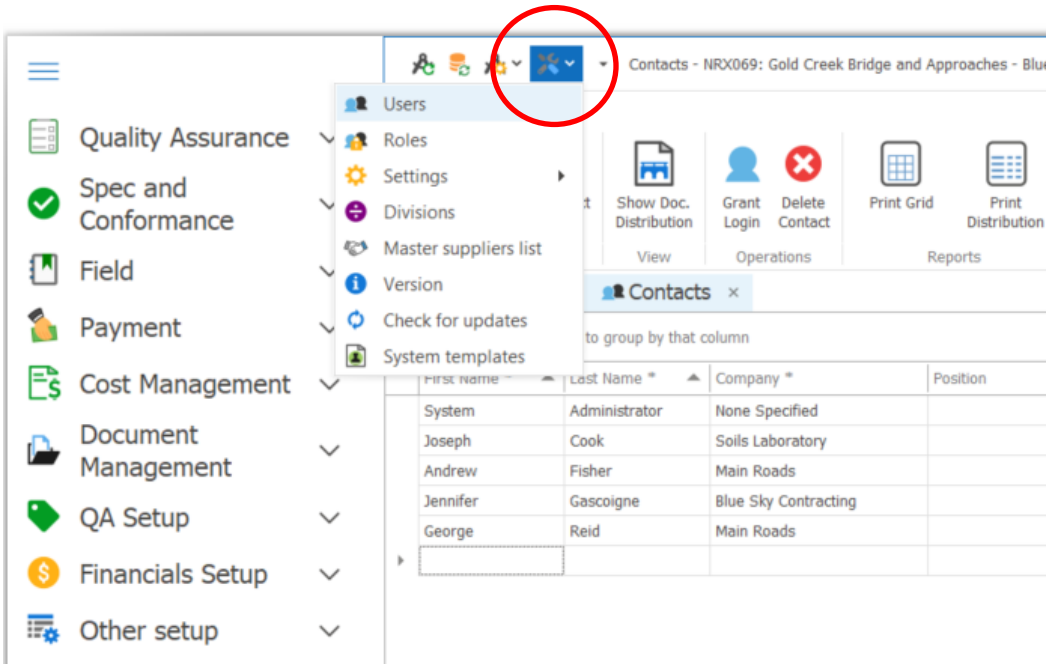 Contacts - NRX069: Gold Creek Bridge and Approaches - Blue
Quality Assurance
Spec and
Conformance
Field
Payment
Cost Management
Document
Management
QA Setup
Financials Setup
Other setup
Users
Roles
Settings
Divisions
Master suppliers list
Version
Check for updates
System templates
Show Doc.
Distribution
View
Grant
Login
Delete
Contact
Operations
Print Grid
Print
Distribution
Reports
Contacts ×
to group by that column
First Name * Last Name * Company * Position
System Administrator None Specified
Joseph Cook Soils Laboratory
Andrew Fisher Main Roads
Jennifer Gascoigne Blue Sky Contracting
George Reid Main Roads